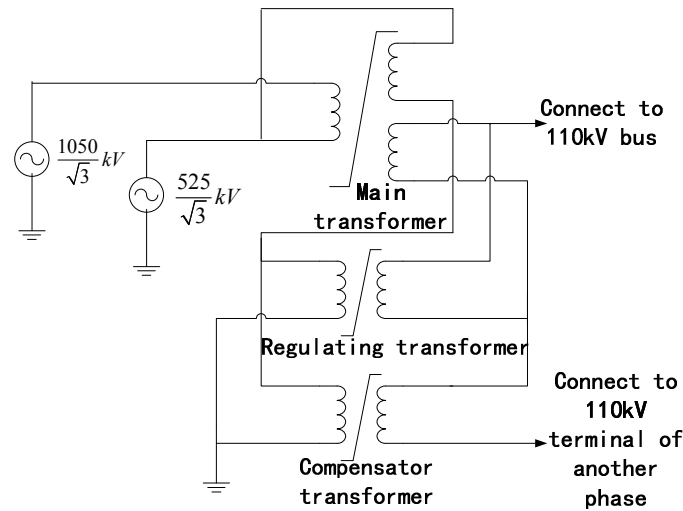 Connect to
110kV bus
1050
√3 kV
525
√3 kV
Main
transformer
Regulating transformer
Connect to
110kV
terminal of
another
phase
Compensator
transformer